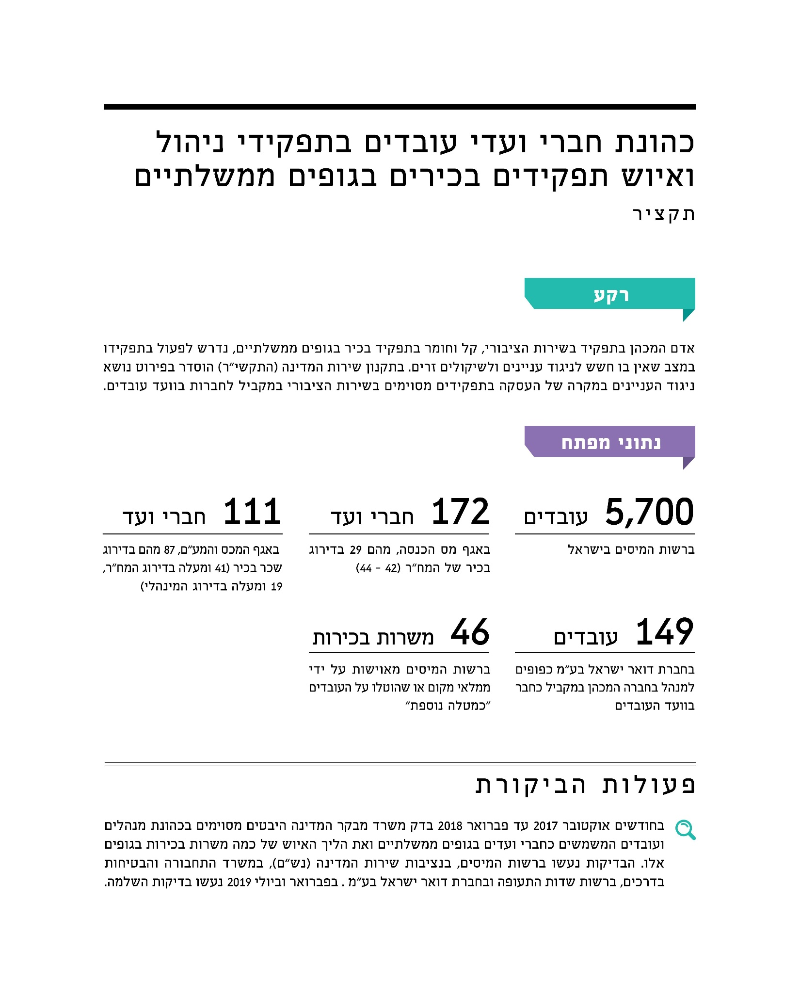 כהונת חברי ועדי עובדים בתפקידי ניהול
ואיוש תפקידים בכירים בגופים ממשלתיים
תקציר
רקע
אדם המכהן בתפקיד בשירות הציבורי, קל וחומר בתפקיד בכיר בגופים ממשלתיים, נדרש לפעול בתפקידו
במצב שאין בו חשש לניגוד עניינים ולשיקולים זרים. בתקנון שירות המדינה (התקשי״ר) הוסדר בפירוט נושא
ניגוד העניינים במקרה של העסקה בתפקידים מסוימים בשירות הציבורי במקביל לחברות בוועד עובדים.
נתוני מפתח
5,700 עובדים
ברשות המיסים בישראל
172 חברי ועד
באגף מס הכנסה, מהם 29 בדירוג
בכיר של המח״ר (42 - 44)
111 חברי ועד
באגף המכס והמע״ם, 87 מהם בדירוג
שכר בכיר (41 ומעלה בדירוג המח״ר,
19 ומעלה בדירוג המינהלי)
149 עובדים
בחברת דואר ישראל בע״מ כפופים
למנהל בחברה המכהן במקביל כחבר
בוועד העובדים
46 משרות בכירות
ברשות המיסים מאוישות על ידי
ממלאי מקום או שהוטלו על העובדים
״כמטלה נוספת״
פעולות הביקורת
בחודשים אוקטובר 2017 עד פברואר 2018 בדק משרד מבקר המדינה היבטים מסוימים בכהונת מנהלים
ועובדים המשמשים כחברי ועדים בגופים ממשלתיים ואת הליך האיוש של כמה משרות בכירות בגופים
אלו. הבדיקות נעשו ברשות המיסים, בנציבות שירות המדינה (נש״ם), במשרד התחבורה והבטיחות
בדרכים, ברשות שדות התעופה ובחברת דואר ישראל בע״מ . בפברואר וביולי 2019 נעשו בדיקות השלמה.